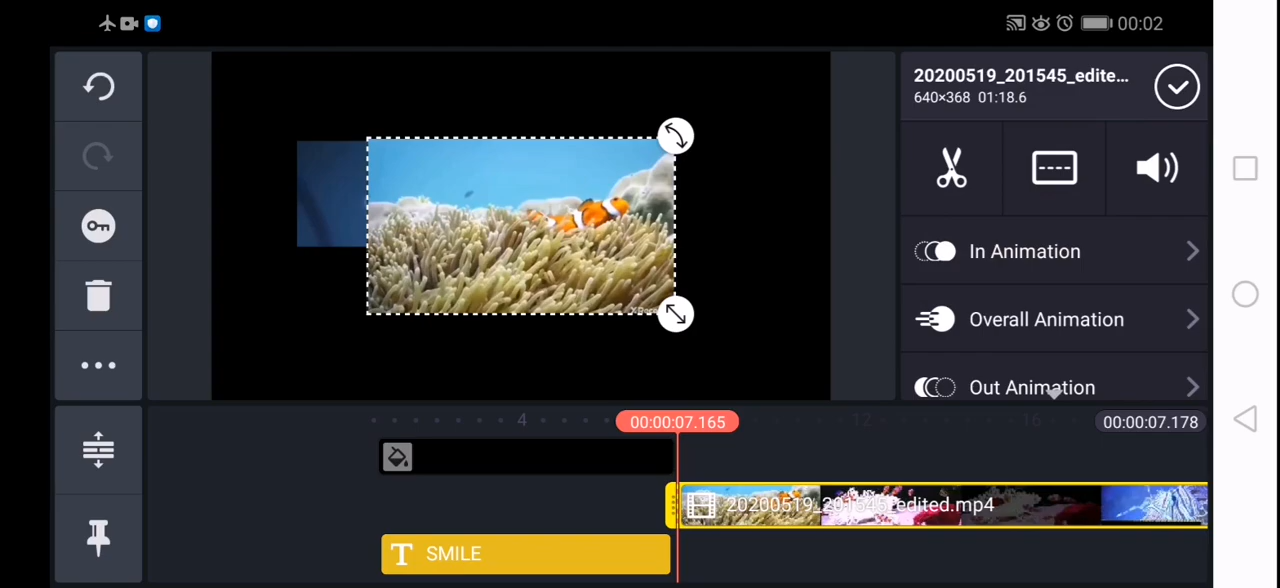 00:02
20200519_201545_edite...
640×368 01:18.6
In Animation
Overall Animation
Out Animation
4
00:00:07.165
12
16
00:00:07.178
20200519_201545_edited.mp4
T SMILE